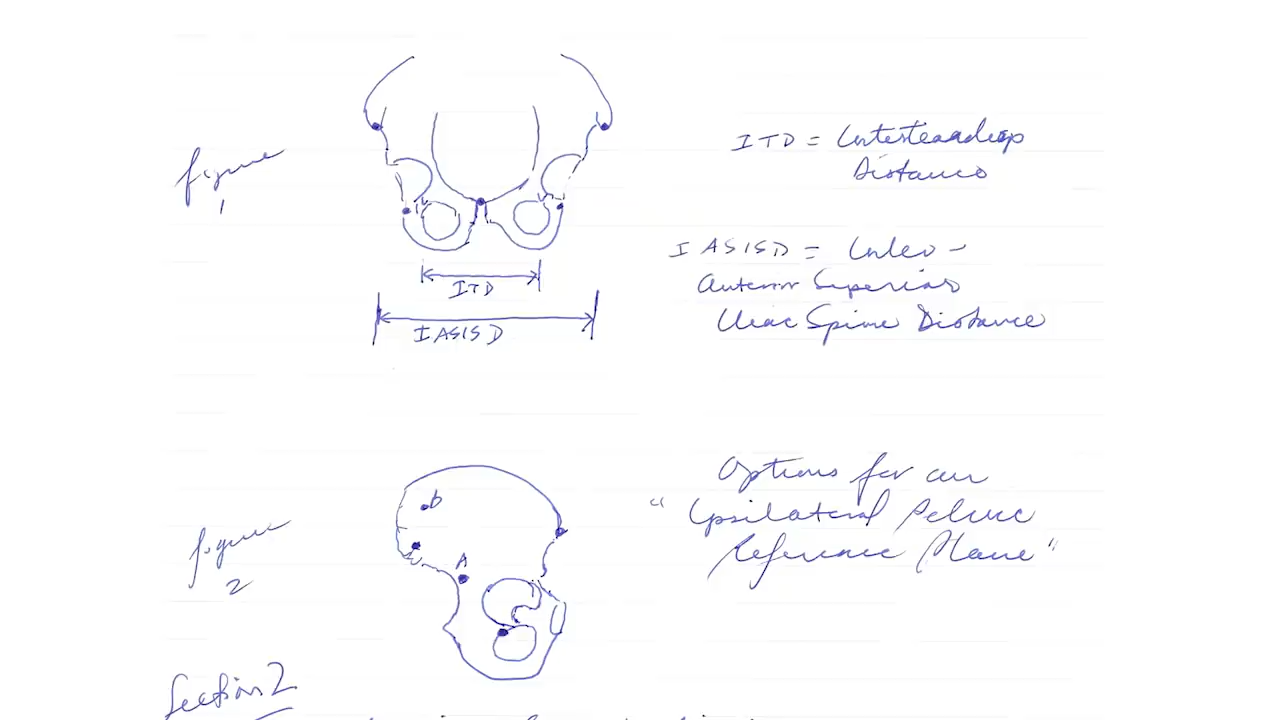 figure
1
ITD = Interteardrop
Distance
IASISD = Inter-
Anterior Superior
Iliac Spine Distance
ITD
IASISD
Options for an
"Ipsilateral Pelvic
Reference Plane"
b
A
figure
2
Section 2